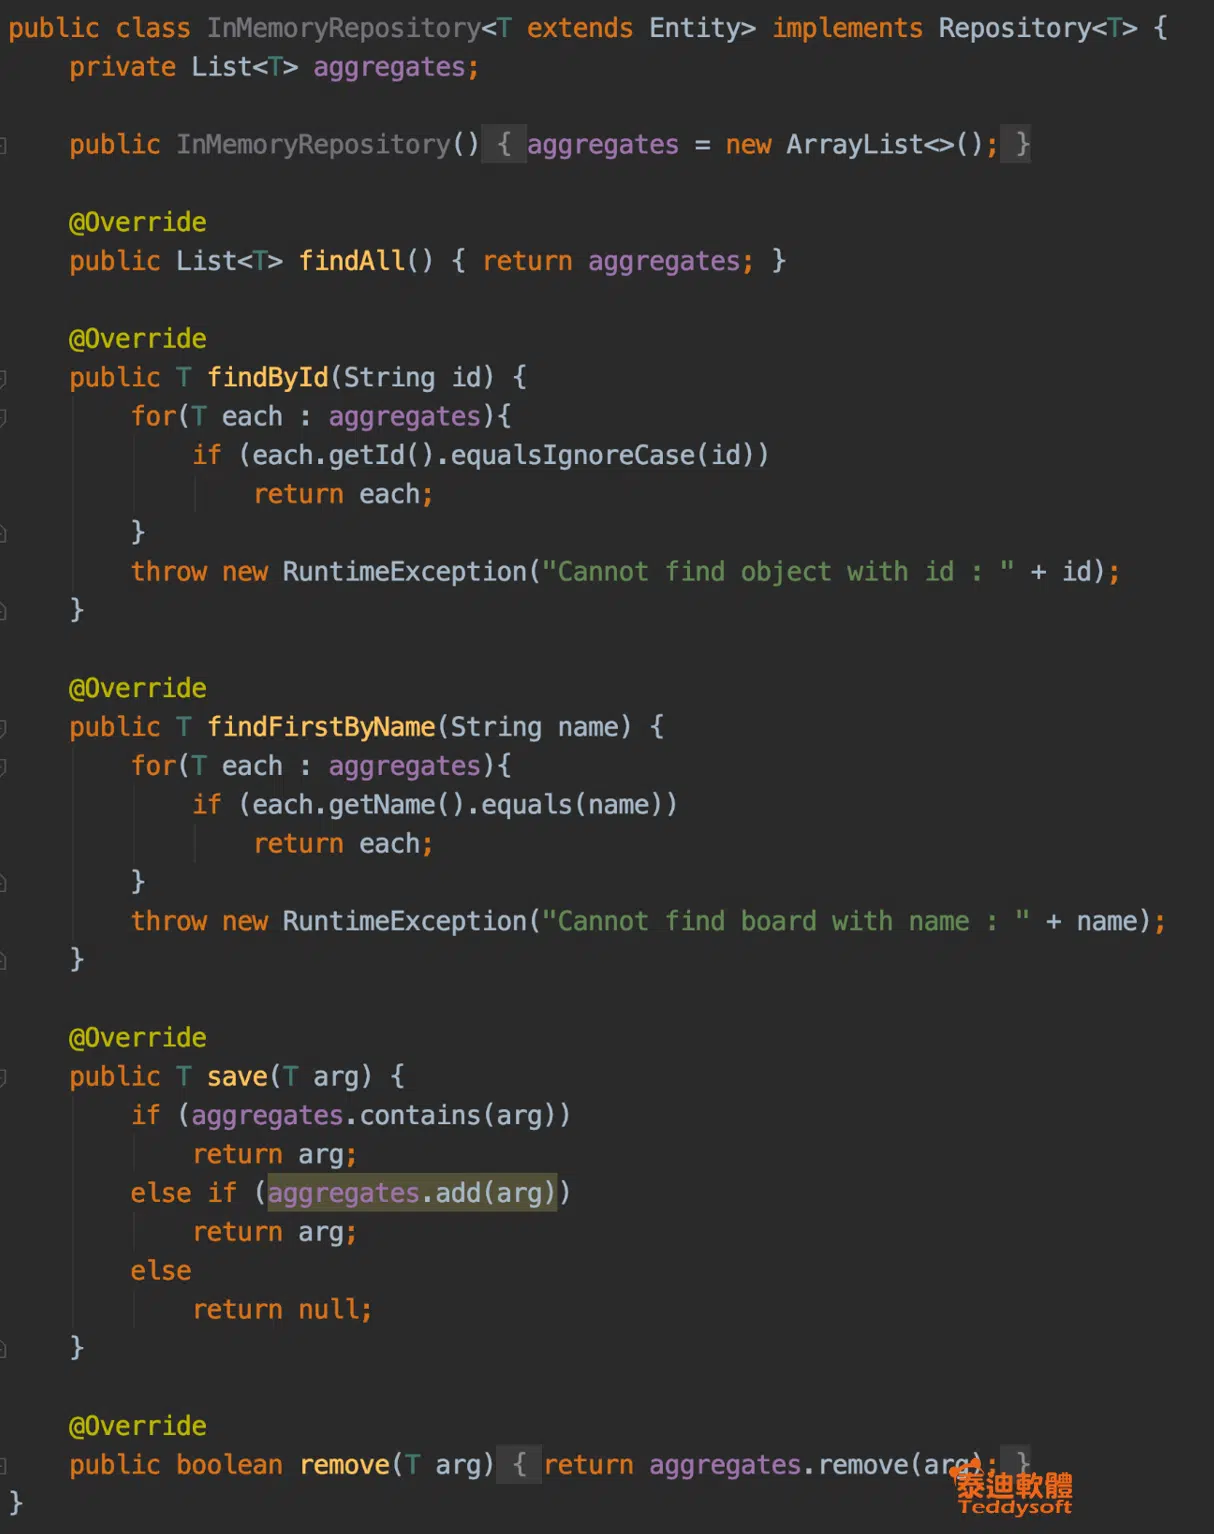 public class InMemoryRepository<T extends Entity> implements Repository<T> {
    private List<T> aggregates;

    public InMemoryRepository() { aggregates = new ArrayList<>(); }

    @Override
    public List<T> findAll() { return aggregates; }

    @Override
    public T findById(String id) {
        for(T each : aggregates){
            if (each.getId().equalsIgnoreCase(id))
                return each;
        }
        throw new RuntimeException("Cannot find object with id : " + id);
    }

    @Override
    public T findFirstByName(String name) {
        for(T each : aggregates){
            if (each.getName().equals(name))
                return each;
        }
        throw new RuntimeException("Cannot find board with name : " + name);
    }

    @Override
    public T save(T arg) {
        if (aggregates.contains(arg))
            return arg;
        else if (aggregates.add(arg))
            return arg;
        else
            return null;
    }

    @Override
    public boolean remove(T arg) { return aggregates.remove(arg); }
}
泰迪軟體
Teddysoft